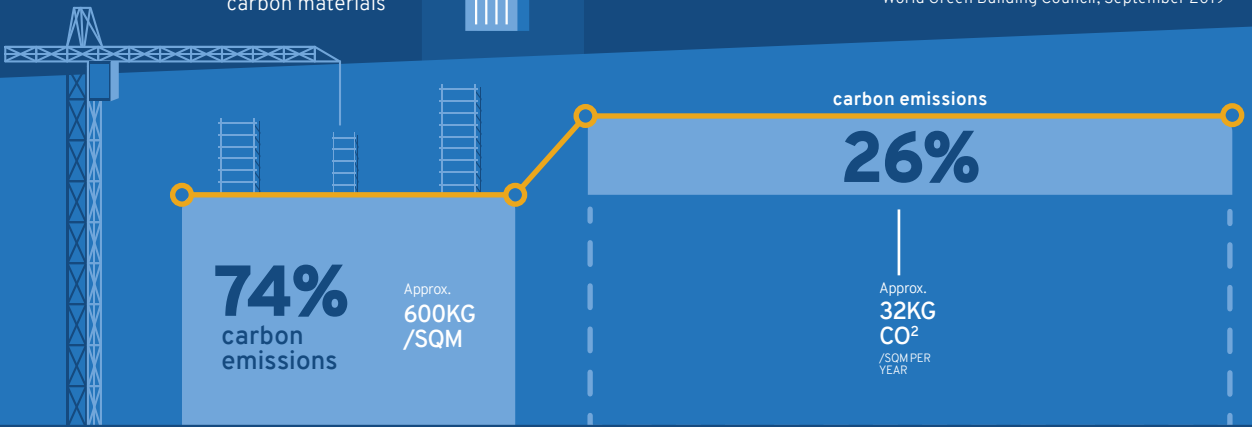 carbon materials
World Green Building Council, September 2019
carbon emissions
26%
74%
carbon
emissions
Approx.
600KG
/SQM
Approx.
32KG
CO²
/SQM PER
YEAR